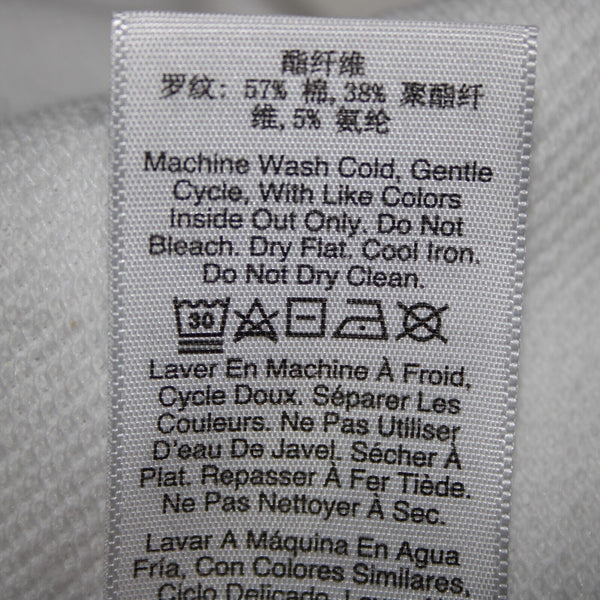 酯纤维
罗纹: 57% 棉,38% 聚酯纤
维,5% 氨纶
Machine Wash Cold, Gentle
Cycle, With Like Colors
Inside Out Only. Do Not
Bleach. Dry Flat. Cool Iron.
Do Not Dry Clean.
30
Laver En Machine À Froid,
Cycle Doux. Séparer Les
Couleurs. Ne Pas Utiliser
D'eau De Javel. Sécher À
Plat. Repasser À Fer Tiède.
Ne Pas Nettoyer À Sec.
Lavar A Máquina En Agua
Fría, Con Colores Similares,
Ciclo Delicado.